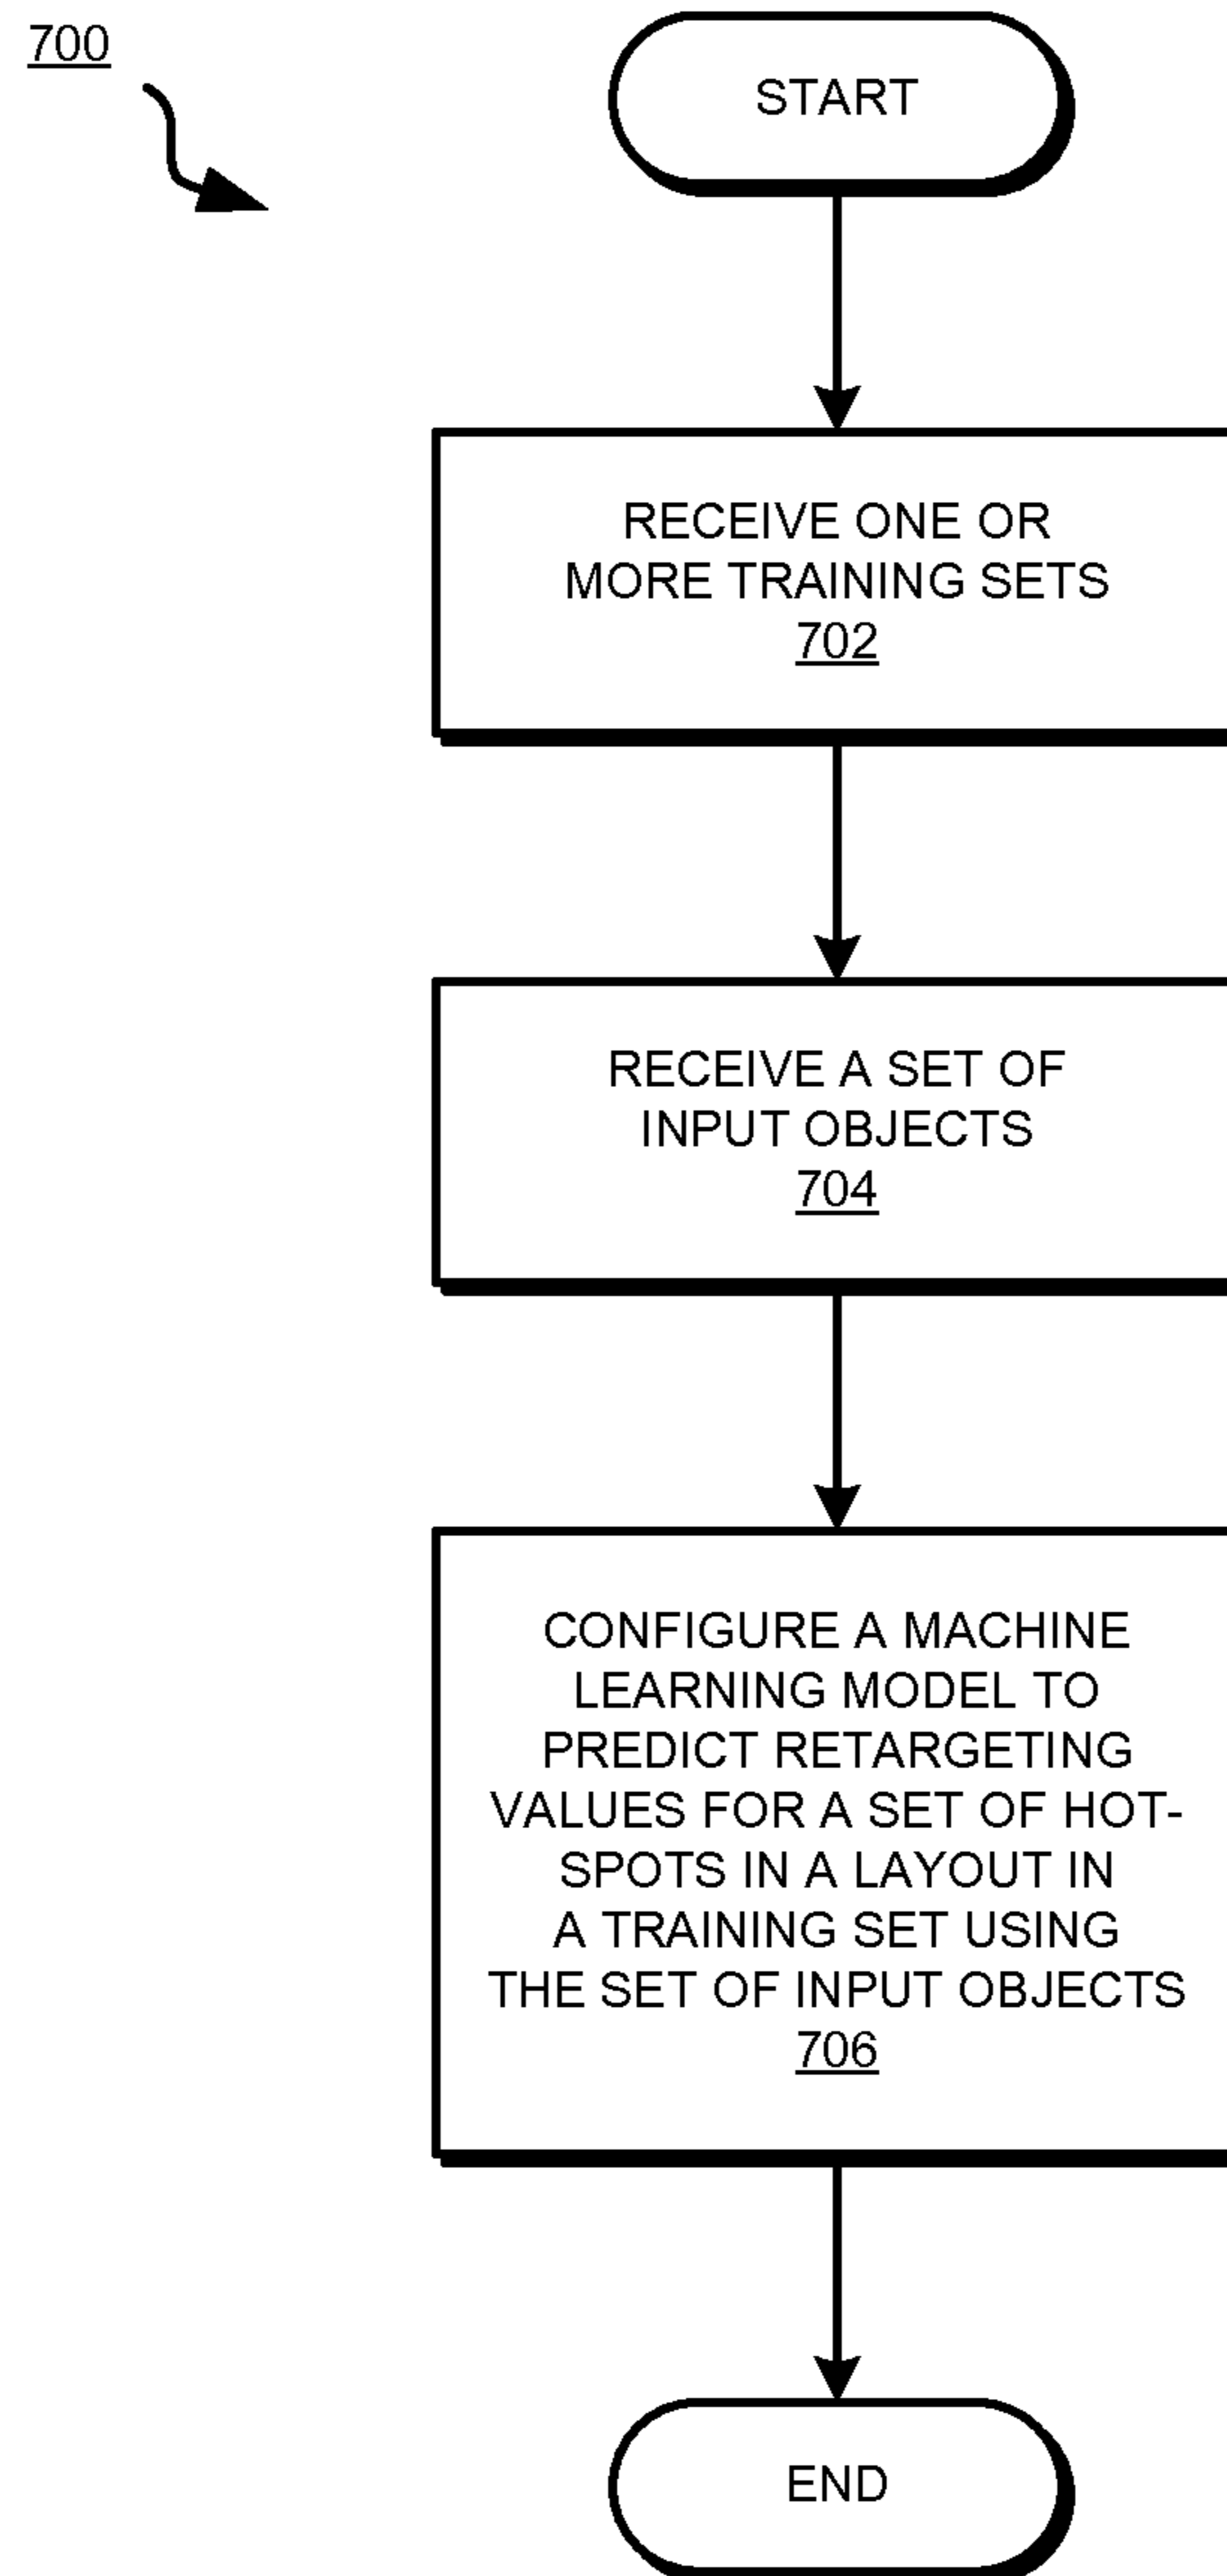 700
START
RECEIVE ONE OR
MORE TRAINING SETS
702
RECEIVE A SET OF
INPUT OBJECTS
704
CONFIGURE A MACHINE
LEARNING MODEL TO
PREDICT RETARGETING
VALUES FOR A SET OF HOT-
SPOTS IN A LAYOUT IN
A TRAINING SET USING
THE SET OF INPUT OBJECTS
706
END